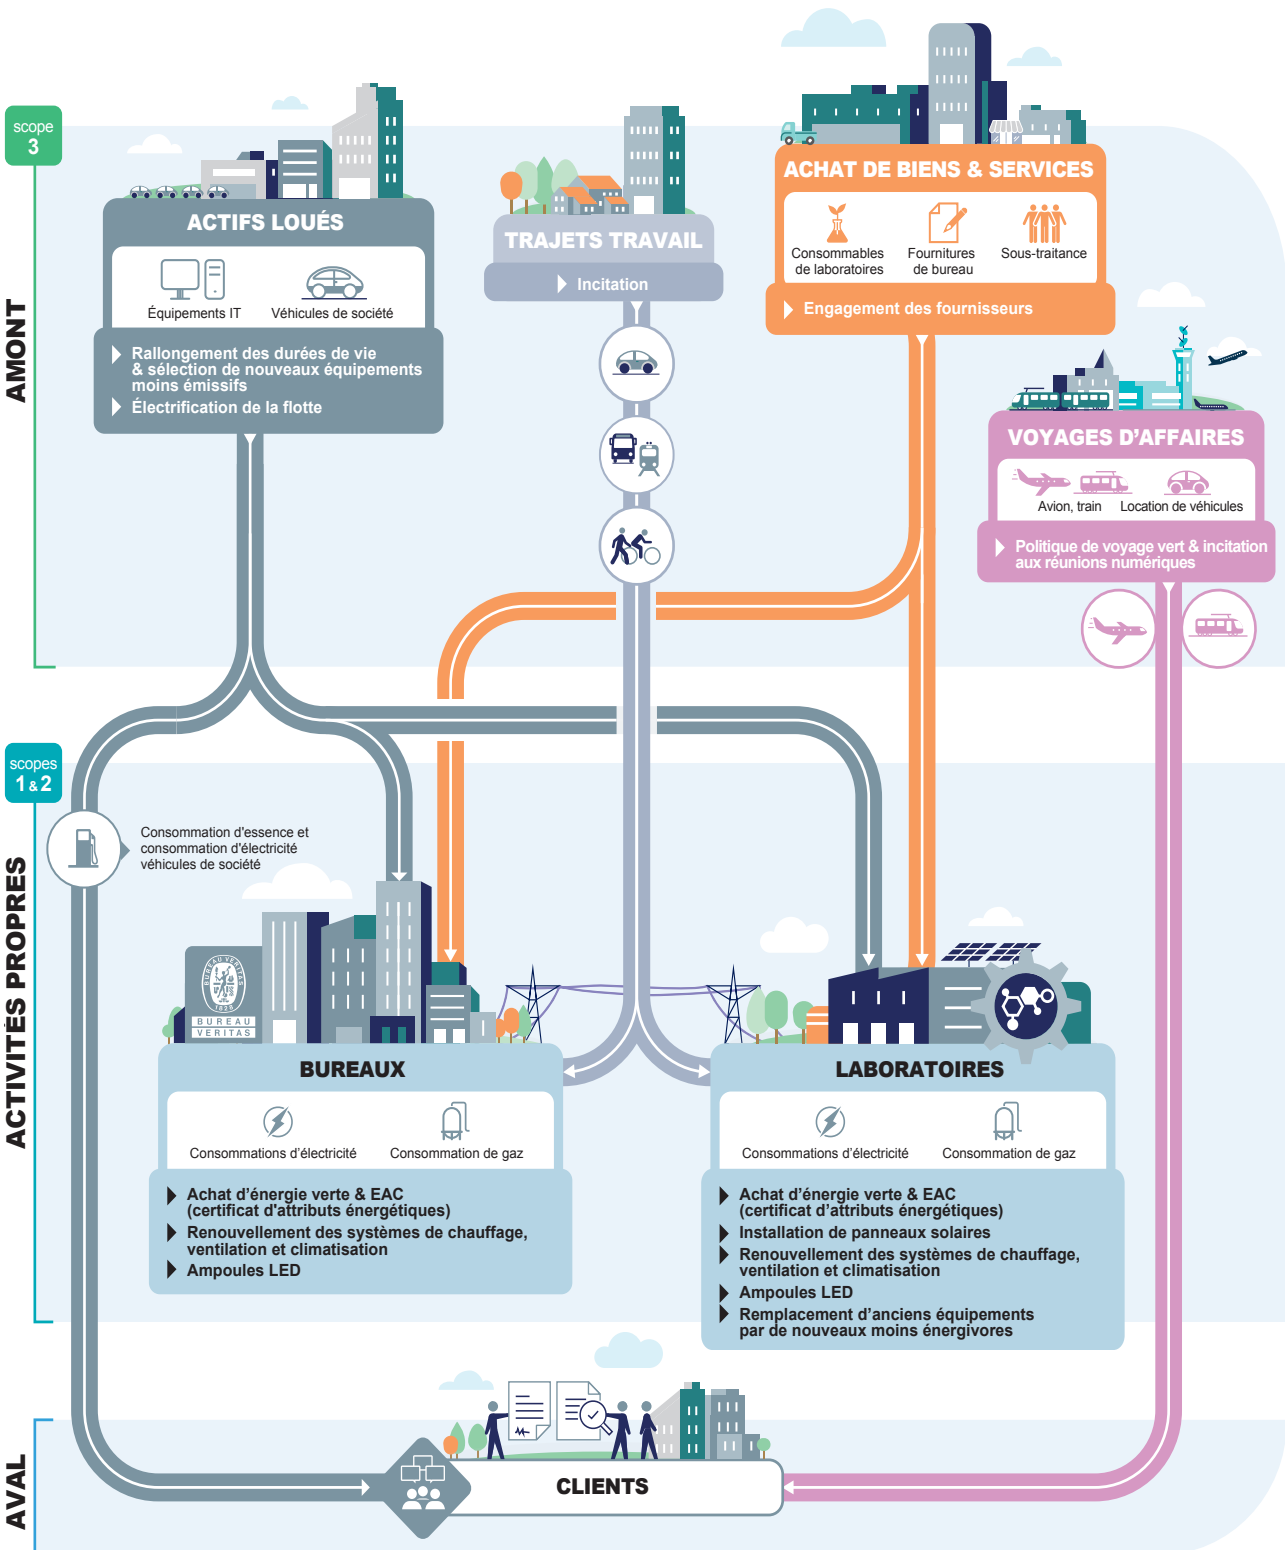 scope
3
AMONT
ACTIFS LOUÉS
Équipements IT
Véhicules de société
Rallongement des durées de vie
& sélection de nouveaux équipements
moins émissifs
Électrification de la flotte
TRAJETS TRAVAIL
Incitation
ACHAT DE BIENS & SERVICES
Consommables
de laboratoires
Fournitures
de bureau
Sous-traitance
Engagement des fournisseurs
VOYAGES D'AFFAIRES
Avion, train
Location de véhicules
Politique de voyage vert & incitation
aux réunions numériques
scopes
1 & 2
ACTIVITÉS PROPRES
Consommation d'essence et
consommation d'électricité
véhicules de société
BUREAU VERITAS
1828
BUREAU
VERITAS
BUREAUX
Consommations d’électricité
Consommation de gaz
Achat d’énergie verte & EAC
(certificat d'attributs énergétiques)
Renouvellement des systèmes de chauffage,
ventilation et climatisation
Ampoules LED
LABORATOIRES
Consommations d’électricité
Consommation de gaz
Achat d’énergie verte & EAC
(certificat d’attributs énergétiques)
Installation de panneaux solaires
Renouvellement des systèmes de chauffage,
ventilation et climatisation
Ampoules LED
Remplacement d’anciens équipements
par de nouveaux moins énergivores
AVAL
CLIENTS